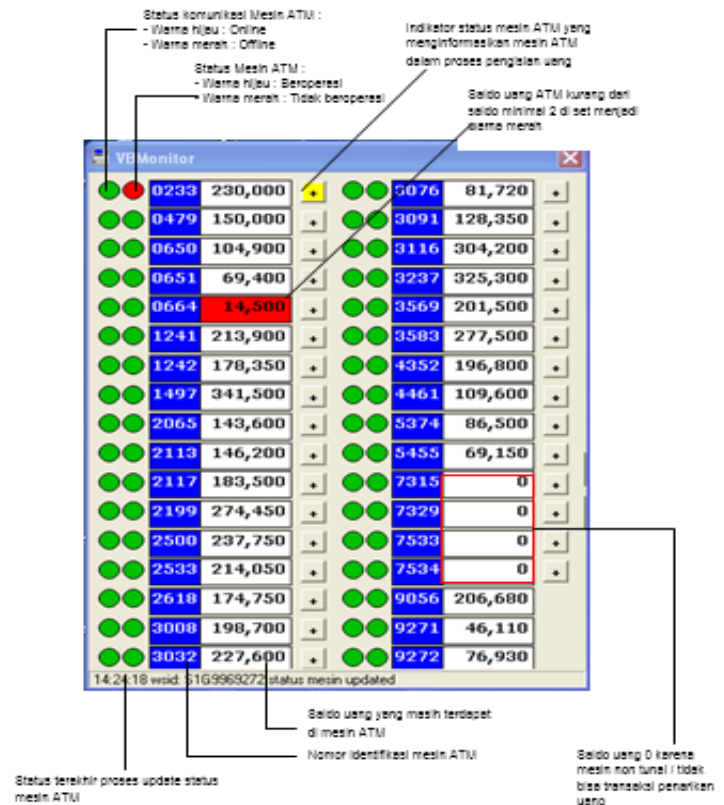 Status komunikasi Mesin ATM :
- Warna hijau : Online
- Warna merah : Offline
Status Mesin ATM :
- Warna hijau : Beroperasi
- Warna merah : Tidak beroperasi
Indikator status mesin ATM yang
menginformasikan mesin ATM
dalam proses pengisian uang
Saldo uang ATM kurang dari
saldo minimal 2 di set menjadi
warna merah
VBMonitor
0233 230,000 + 5076 81,720 +
0479 150,000 + 3091 128,350 +
0650 104,900 + 3116 304,200 +
0651 69,400 + 3237 325,300 +
0664 14,500 + 3569 201,500 +
1241 213,900 + 3583 277,500 +
1242 178,350 + 4352 196,800 +
1497 341,500 + 4461 109,600 +
2065 143,600 + 5374 86,500 +
2113 146,200 + 5455 69,150 +
2117 183,500 + 7315 0 +
2199 274,450 + 7329 0 +
2500 237,750 + 7533 0 +
2533 214,050 + 7534 0 +
2618 174,750 + 9056 206,680
3008 198,700 + 9271 46,110
3032 227,600 + 9272 76,930
14:24:18 wsid: S1G9969272 status mesin updated
Saldo uang yang masih terdapat
di mesin ATM
Nomor identifikasi mesin ATM
Status terakhir proses update status
mesin ATM
Saldo uang 0 karena
mesin non tunai / tidak
bisa transaksi penarikan
uang